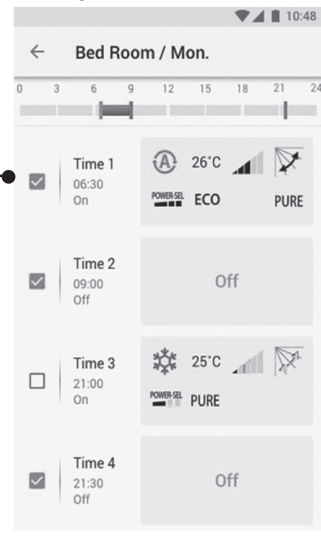 10:48
Bed Room / Mon.
0 3 6 9 12 15 18 21 24
Time 1
06:30
On
A 26°C
POWER-SEL ECO PURE
Time 2
09:00
Off
Off
Time 3
21:00
On
25°C
POWER-SEL PURE
Time 4
21:30
Off
Off